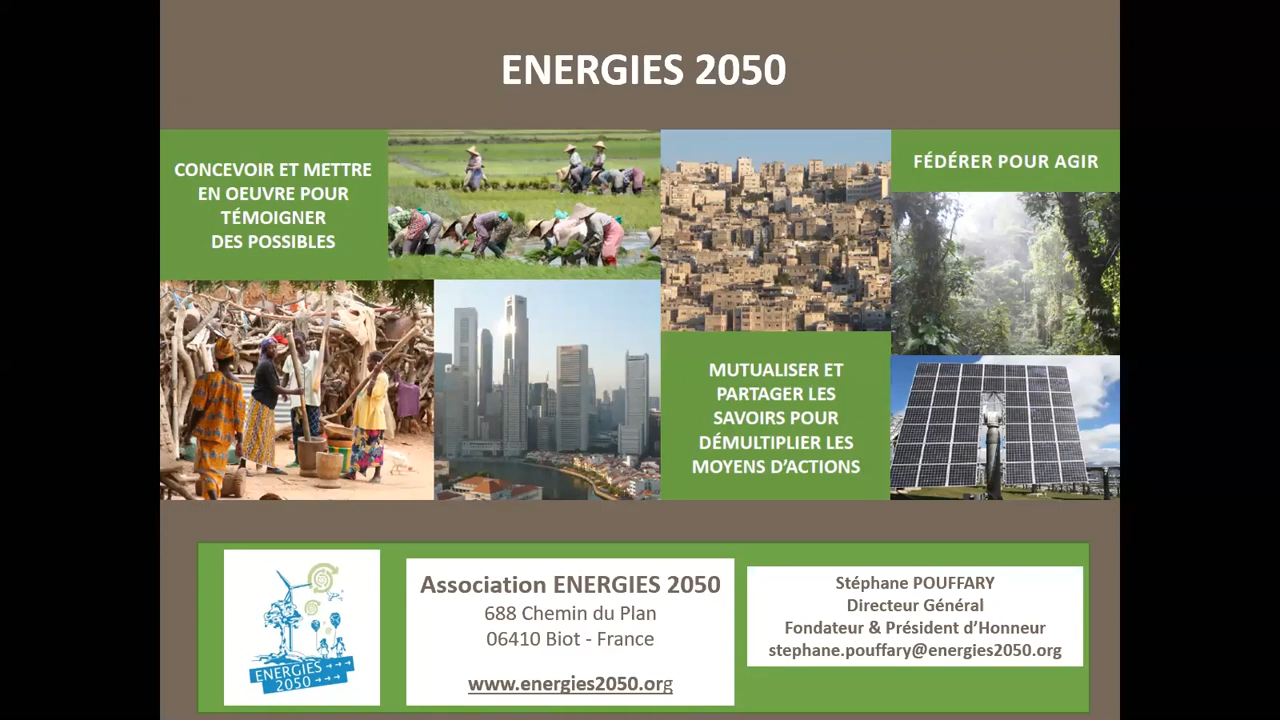 ENERGIES 2050
CONCEVOIR ET METTRE
EN OEUVRE POUR
TÉMOIGNER
DES POSSIBLES
FÉDÉRER POUR AGIR
MUTUALISER ET
PARTAGER LES
SAVOIRS POUR
DÉMULTIPLIER LES
MOYENS D’ACTIONS
ENERGIES
2050
Association ENERGIES 2050
688 Chemin du Plan
06410 Biot - France
www.energies2050.org
Stéphane POUFFARY
Directeur Général
Fondateur & Président d’Honneur
stephane.pouffary@energies2050.org